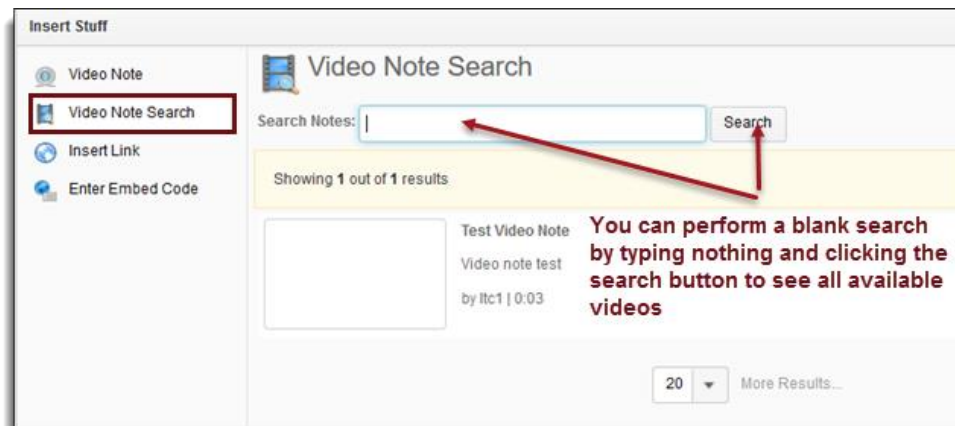 Insert Stuff
Video Note
Video Note Search
Insert Link
Enter Embed Code
Video Note Search
Search Notes:
Search
Showing 1 out of 1 results
Test Video Note
Video note test
by ltc1 | 0:03
You can perform a blank search
by typing nothing and clicking the
search button to see all available
videos
20
More Results...